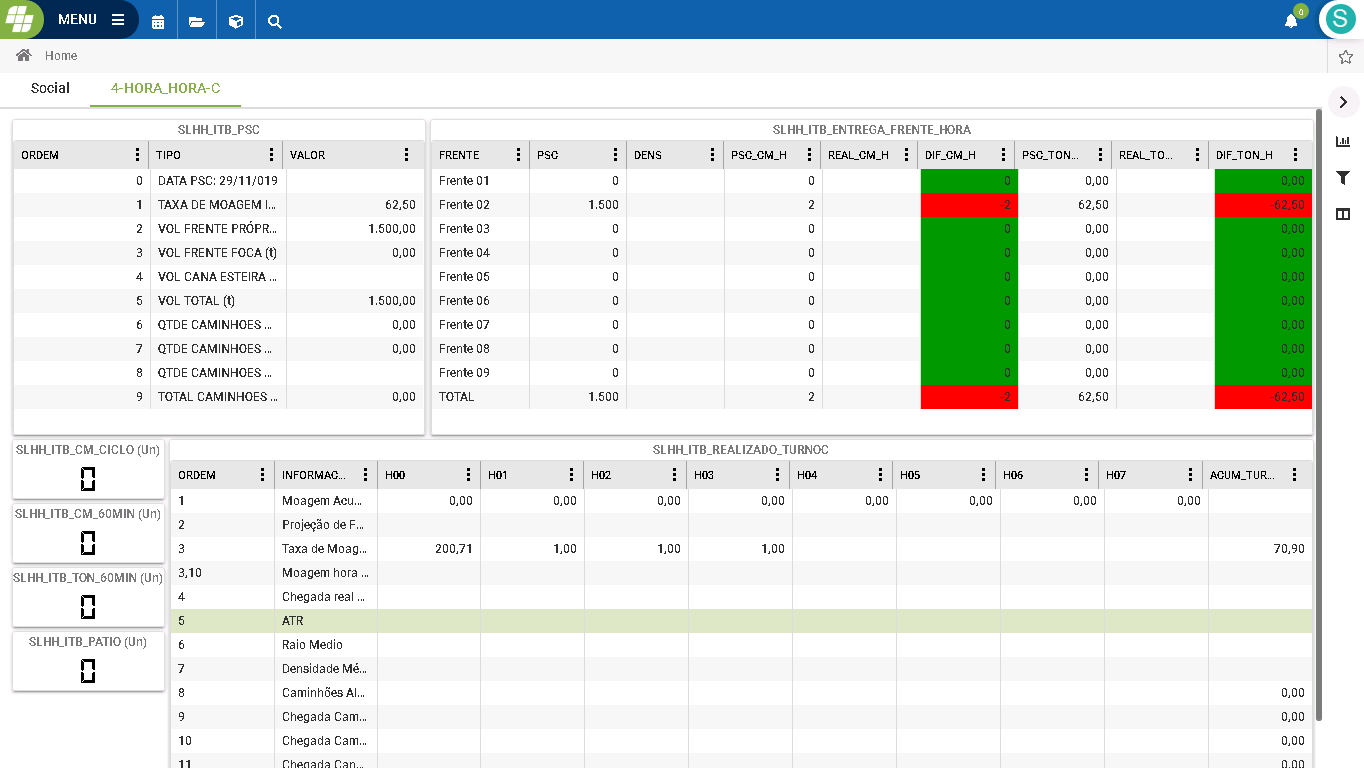 MENU
0
S
Home
Social 4-HORA_HORA-C
SLHH_ITB_PSC
ORDEM TIPO VALOR
0 DATA PSC: 29/11/019
1 TAXA DE MOAGEM I... 62,50
2 VOL FRENTE PRÓPR... 1.500,00
3 VOL FRENTE FOCA (t) 0,00
4 VOL CANA ESTEIRA ...
5 VOL TOTAL (t) 1.500,00
6 QTDE CAMINHOES ... 0,00
7 QTDE CAMINHOES ... 0,00
8 QTDE CAMINHOES ...
9 TOTAL CAMINHOES ... 0,00
SLHH_ITB_ENTREGA_FRENTE_HORA
FRENTE PSC DENS PSC_CM_H REAL_CM_H DIF_CM_H PSC_TON... REAL_TO... DIF_TON_H
Frente 01 0 0 0 0,00 0,00
Frente 02 1.500 2 -2 62,50 -62,50
Frente 03 0 0 0 0,00 0,00
Frente 04 0 0 0 0,00 0,00
Frente 05 0 0 0 0,00 0,00
Frente 06 0 0 0 0,00 0,00
Frente 07 0 0 0 0,00 0,00
Frente 08 0 0 0 0,00 0,00
Frente 09 0 0 0 0,00 0,00
TOTAL 1.500 2 -2 62,50 -62,50
SLHH_ITB_CM_CICLO (Un)
0
SLHH_ITB_CM_60MIN (Un)
0
SLHH_ITB_TON_60MIN (Un)
0
SLHH_ITB_PATIO (Un)
0
SLHH_ITB_REALIZADO_TURNOC
ORDEM INFORMAC... H00 H01 H02 H03 H04 H05 H06 H07 ACUM_TUR...
1 Moagem Acu... 0,00 0,00 0,00 0,00 0,00 0,00 0,00 0,00
2 Projeção de F...
3 Taxa de Moag... 200,71 1,00 1,00 1,00 70,90
3,10 Moagem hora ...
4 Chegada real ...
5 ATR
6 Raio Medio
7 Densidade Mé...
8 Caminhões Al... 0,00
9 Chegada Cam... 0,00
10 Chegada Cam... 0,00
11 Chegada Can... 0,00